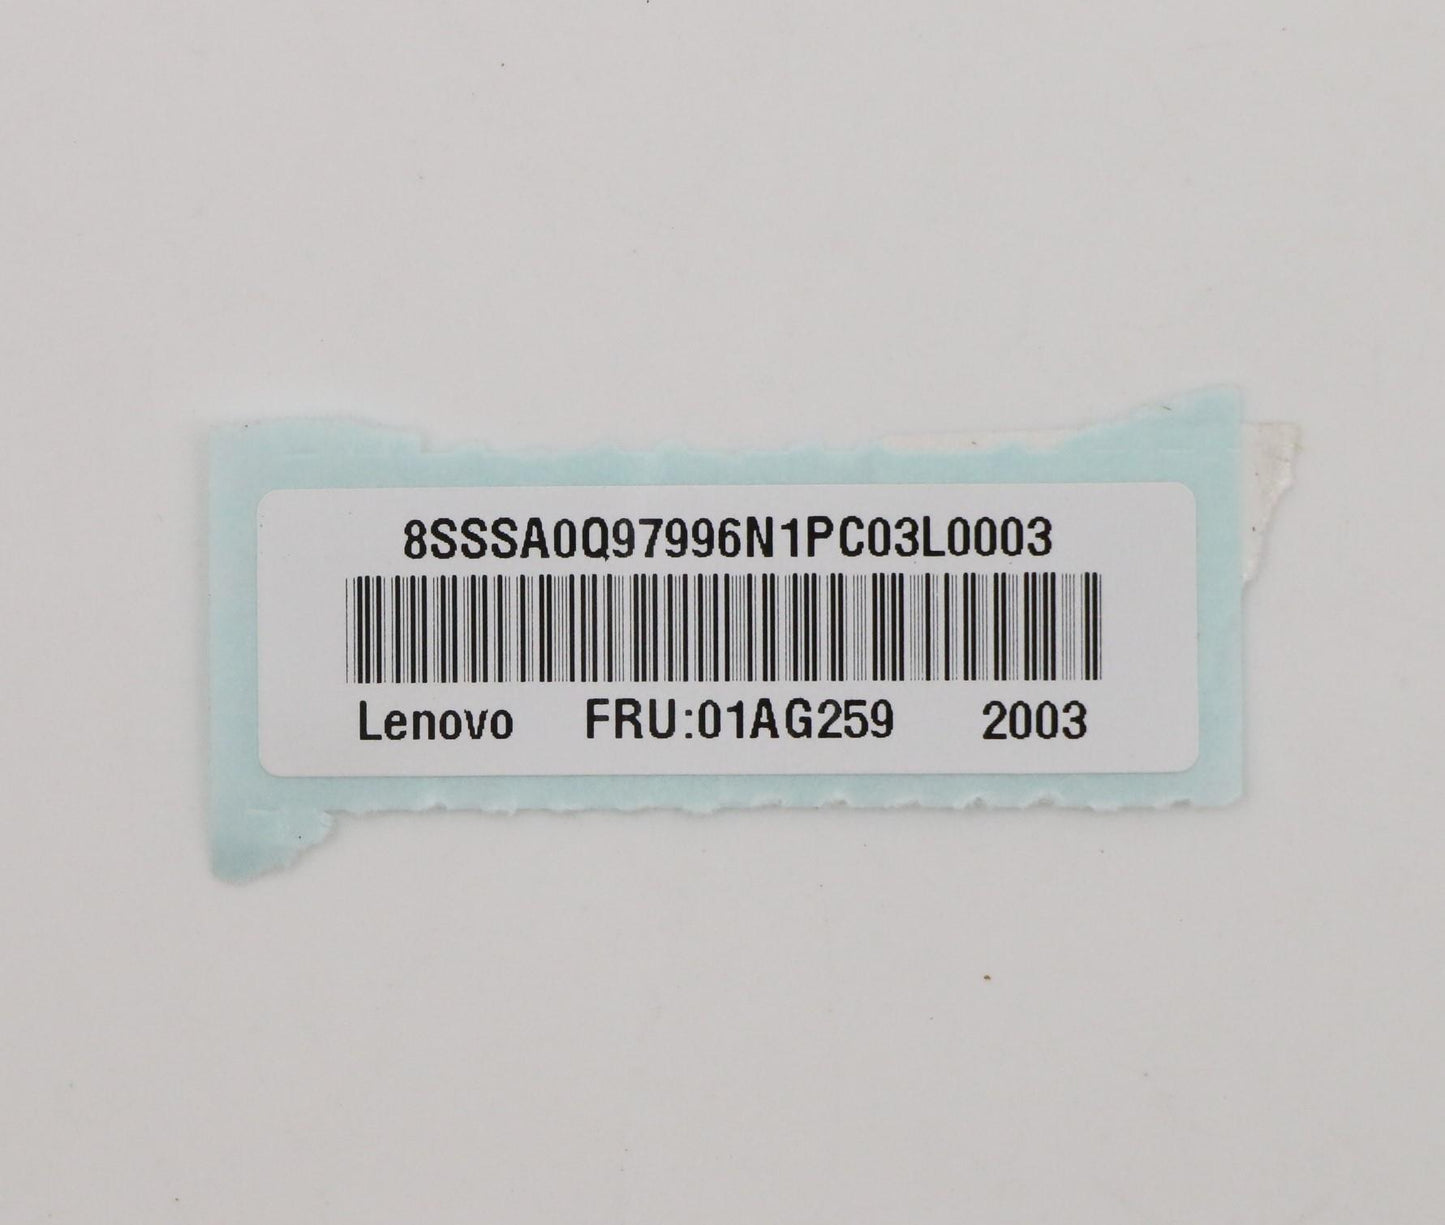 8SSSA0Q97996N1PC03L0003
Lenovo FRU:01AG259 2003